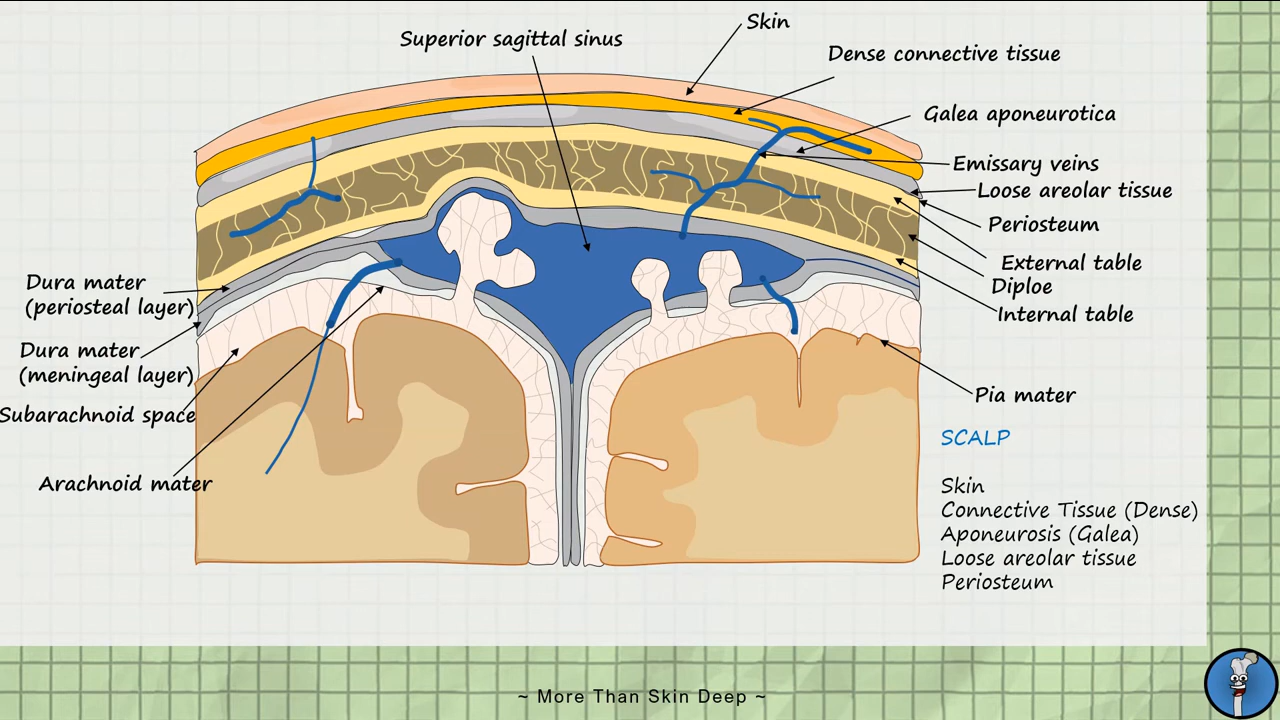 Superior sagittal sinus
Skin
Dense connective tissue
Galea aponeurotica
Emissary veins
Loose areolar tissue
Periosteum
External table
Diploe
Internal table
Pia mater
Dura mater
(periosteal layer)
Dura mater
(meningeal layer)
Subarachnoid space
Arachnoid mater
SCALP
Skin
Connective Tissue (Dense)
Aponeurosis (Galea)
Loose areolar tissue
Periosteum
~ More Than Skin Deep ~